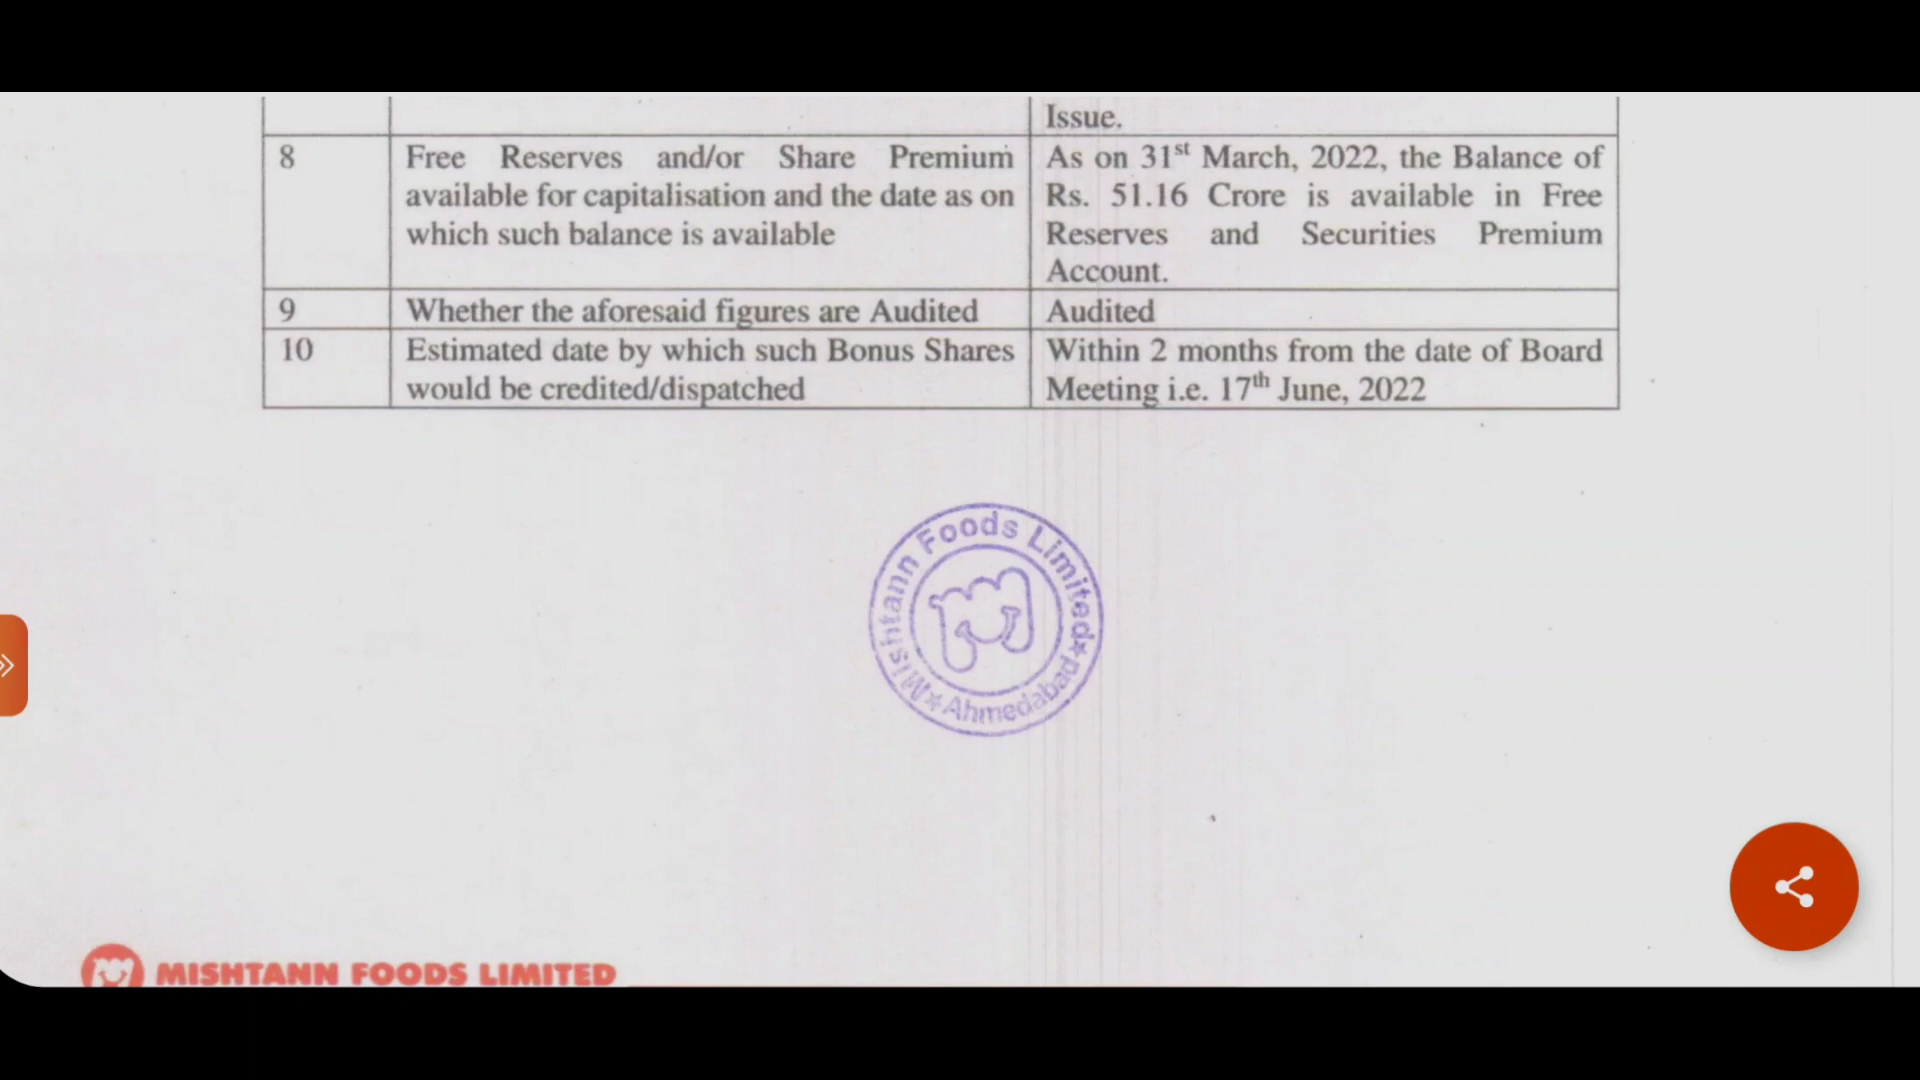 Issue.
8 Free Reserves and/or Share Premium As on 31st March, 2022, the Balance of
available for capitalisation and the date as on Rs. 51.16 Crore is available in Free
which such balance is available Reserves and Securities Premium
Account.
9 Whether the aforesaid figures are Audited Audited
10 Estimated date by which such Bonus Shares Within 2 months from the date of Board
would be credited/dispatched Meeting i.e. 17th June, 2022
Mishtann Foods Limited
★Ahmedabad★
MISHTANN FOODS LIMITED